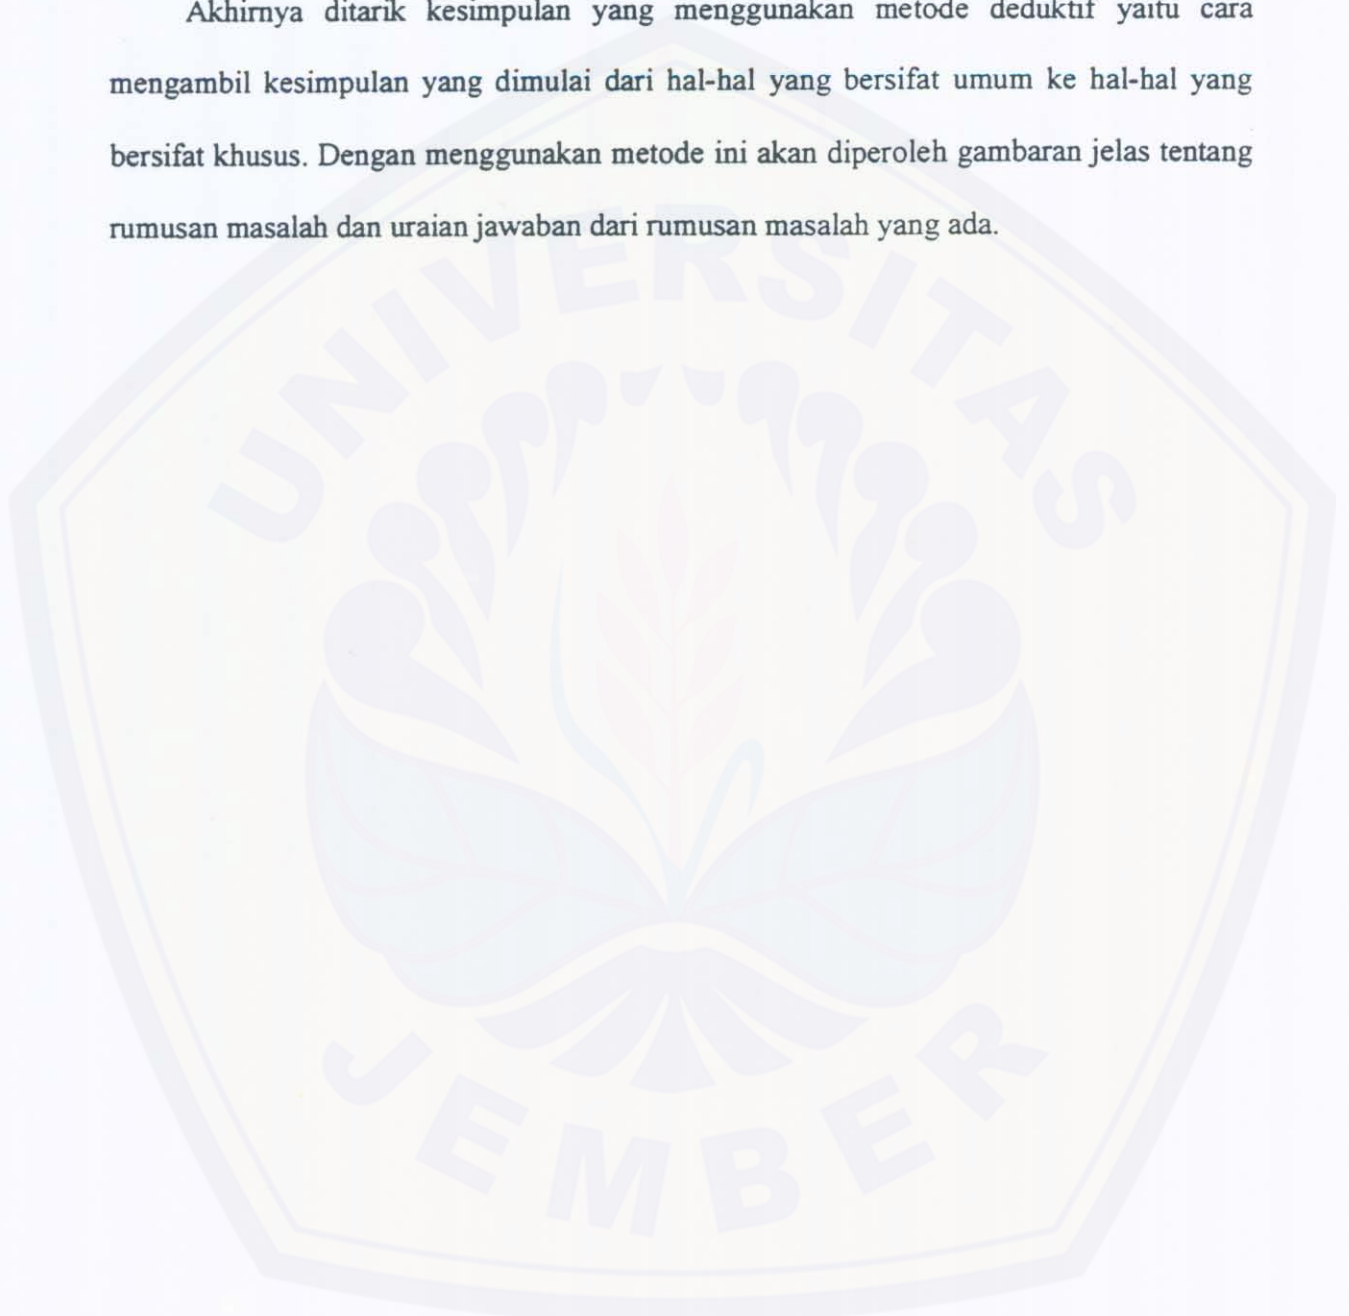 Akhirnya ditarik kesimpulan yang menggunakan metode deduktif yaitu cara
mengambil kesimpulan yang dimulai dari hal-hal yang bersifat umum ke hal-hal yang
bersifat khusus. Dengan menggunakan metode ini akan diperoleh gambaran jelas tentang
rumusan masalah dan uraian jawaban dari rumusan masalah yang ada.
UNIVERSITAS
JEMBER